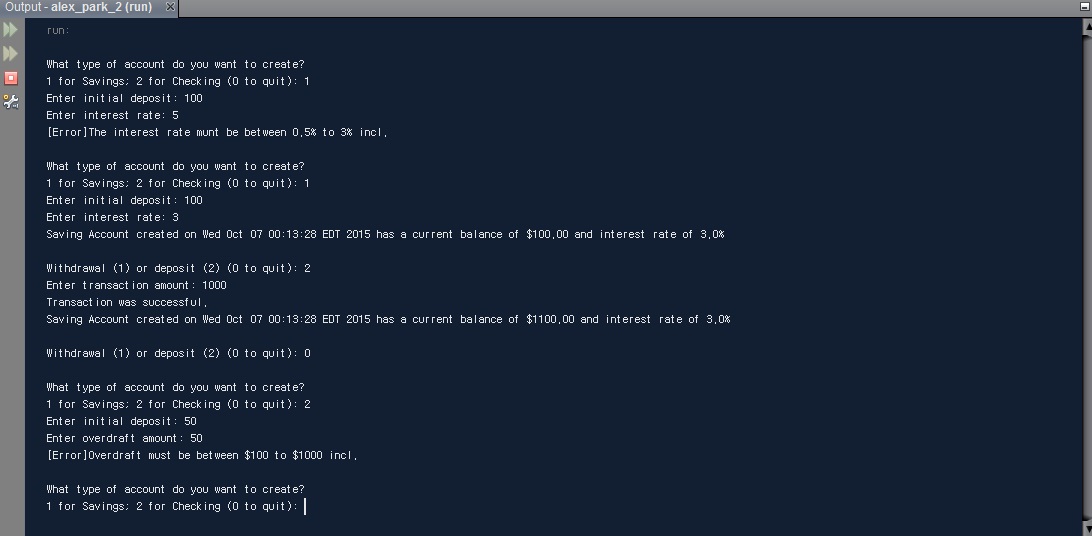 Output - alex_park_2 (run)
run:
What type of account do you want to create?
1 for Savings; 2 for Checking (0 to quit): 1
Enter initial deposit: 100
Enter interest rate: 5
[Error]The interest rate munt be between 0.5% to 3% incl.
What type of account do you want to create?
1 for Savings; 2 for Checking (0 to quit): 1
Enter initial deposit: 100
Enter interest rate: 3
Saving Account created on Wed Oct 07 00:13:28 EDT 2015 has a current balance of $100.00 and interest rate of 3.0%
Withdrawal (1) or deposit (2) (0 to quit): 2
Enter transaction amount: 1000
Transaction was successful.
Saving Account created on Wed Oct 07 00:13:28 EDT 2015 has a current balance of $1100.00 and interest rate of 3.0%
Withdrawal (1) or deposit (2) (0 to quit): 0
What type of account do you want to create?
1 for Savings; 2 for Checking (0 to quit): 2
Enter initial deposit: 50
Enter overdraft amount: 50
[Error]Overdraft must be between $100 to $1000 incl.
What type of account do you want to create?
1 for Savings; 2 for Checking (0 to quit):